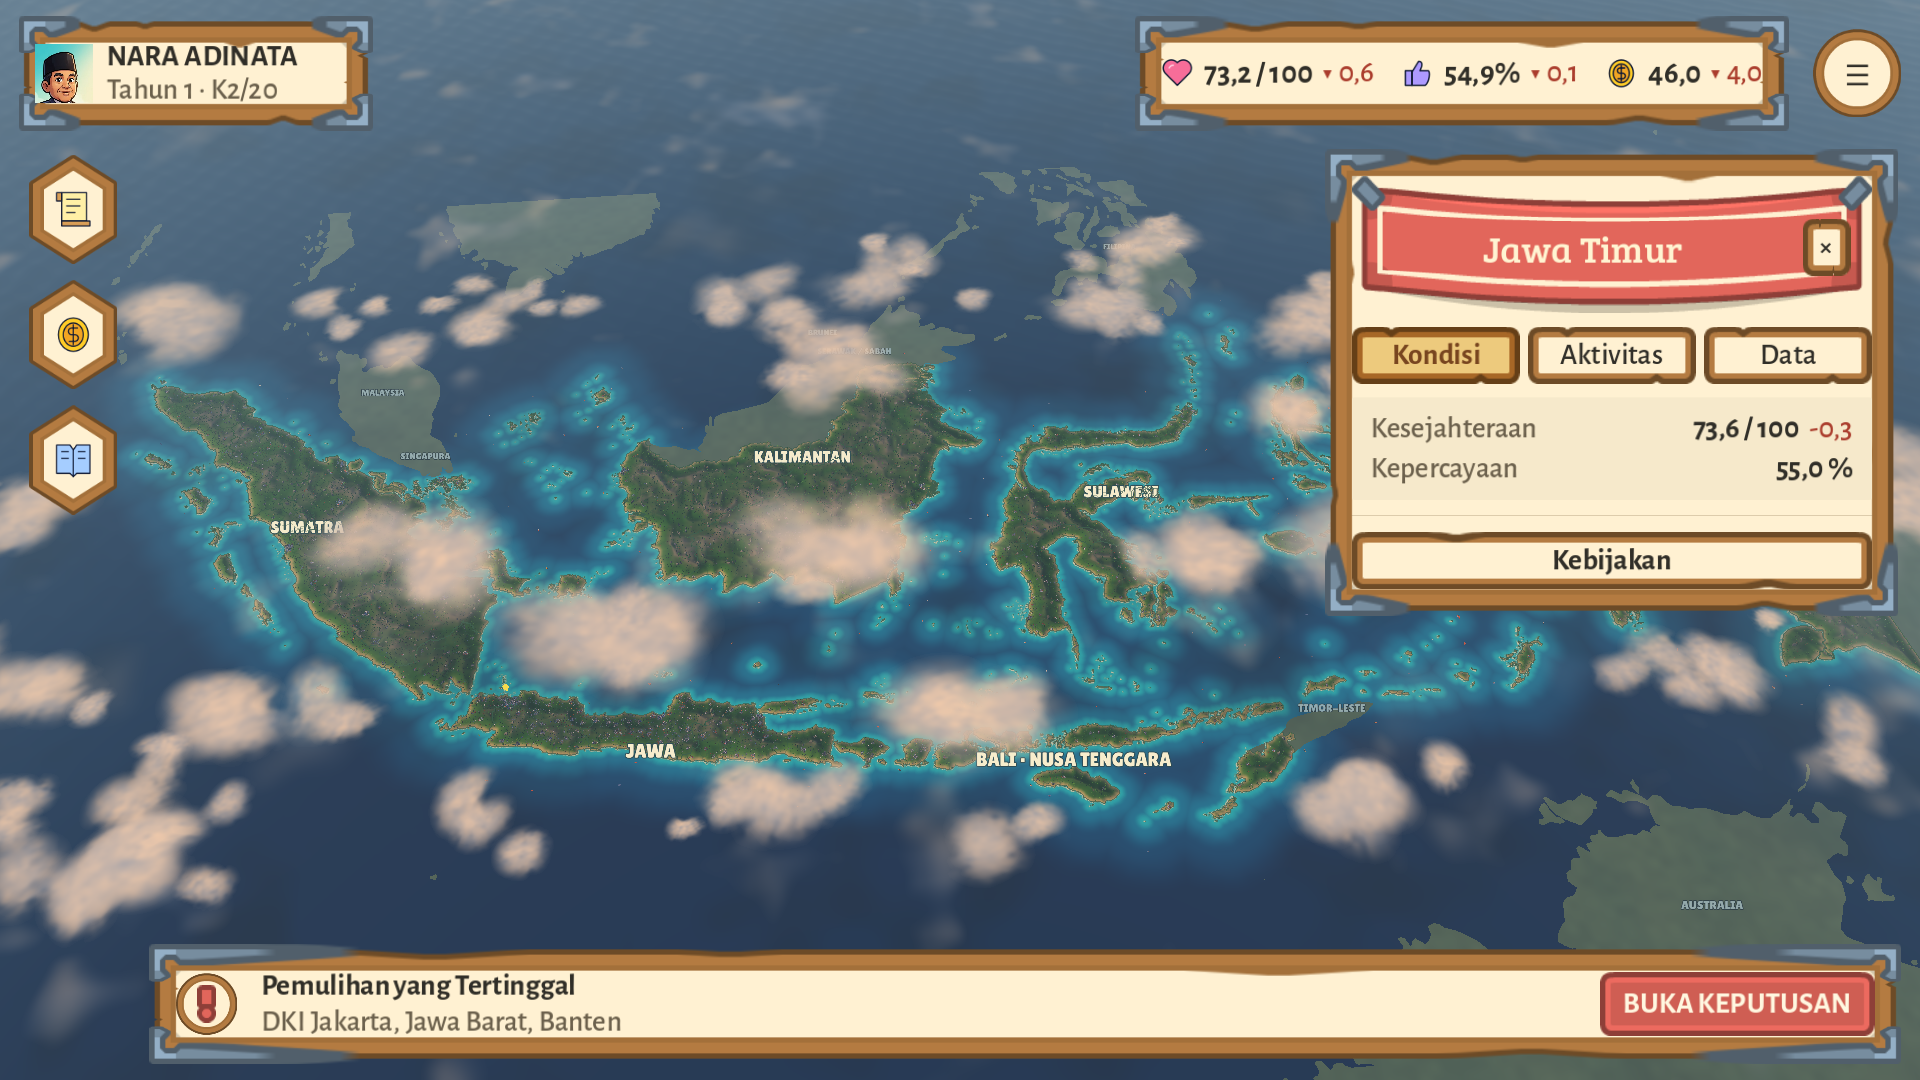 NARA ADINATA
Tahun 1 · K2/20
73,2/100 ▼ 0,6 54,9% ▼ 0,1 46,0 ▼ 4,0
Jawa Timur
×
Kondisi Aktivitas Data
Kesejahteraan 73,6/100 -0,3
Kepercayaan 55,0 %
Kebijakan
MALAYSIA
SINGAPURA
KALIMANTAN
SULAWESI
SUMATRA
TIMOR-LESTE
JAWA
BALI · NUSA TENGGARA
AUSTRALIA
Pemulihan yang Tertinggal
DKI Jakarta, Jawa Barat, Banten
BUKA KEPUTUSAN